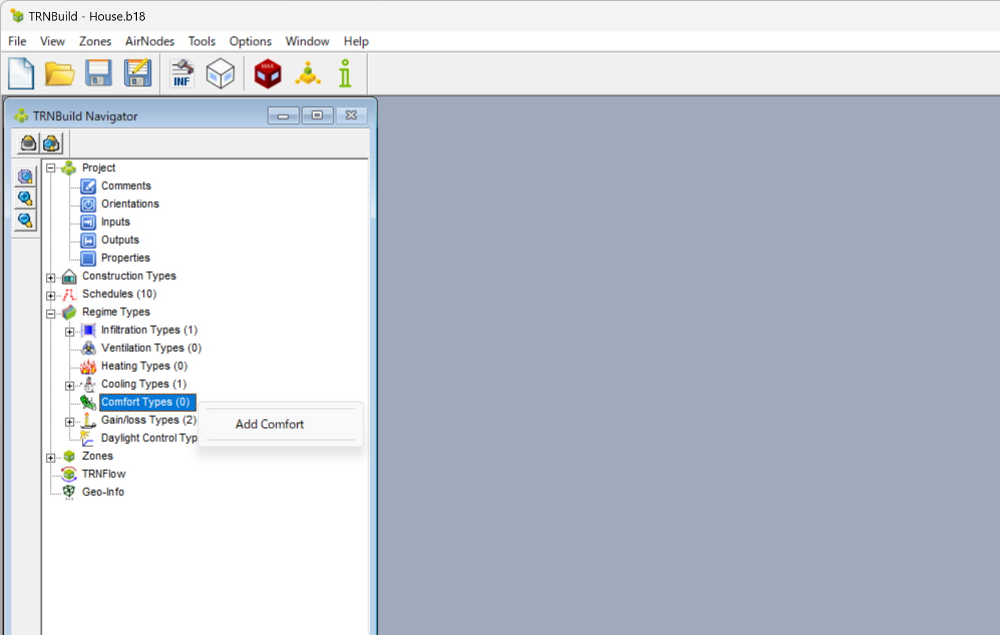 TRNBuild - House.b18
File View Zones AirNodes Tools Options Window Help
INF
MAX
TRNBuild Navigator
Project
Comments
Orientations
Inputs
Outputs
Properties
Construction Types
Schedules (10)
Regime Types
Infiltration Types (1)
Ventilation Types (0)
Heating Types (0)
Cooling Types (1)
Comfort Types (0)
Add Comfort
Gain/loss Types (2)
Daylight Control Typ
Zones
TRNFlow
Geo-Info